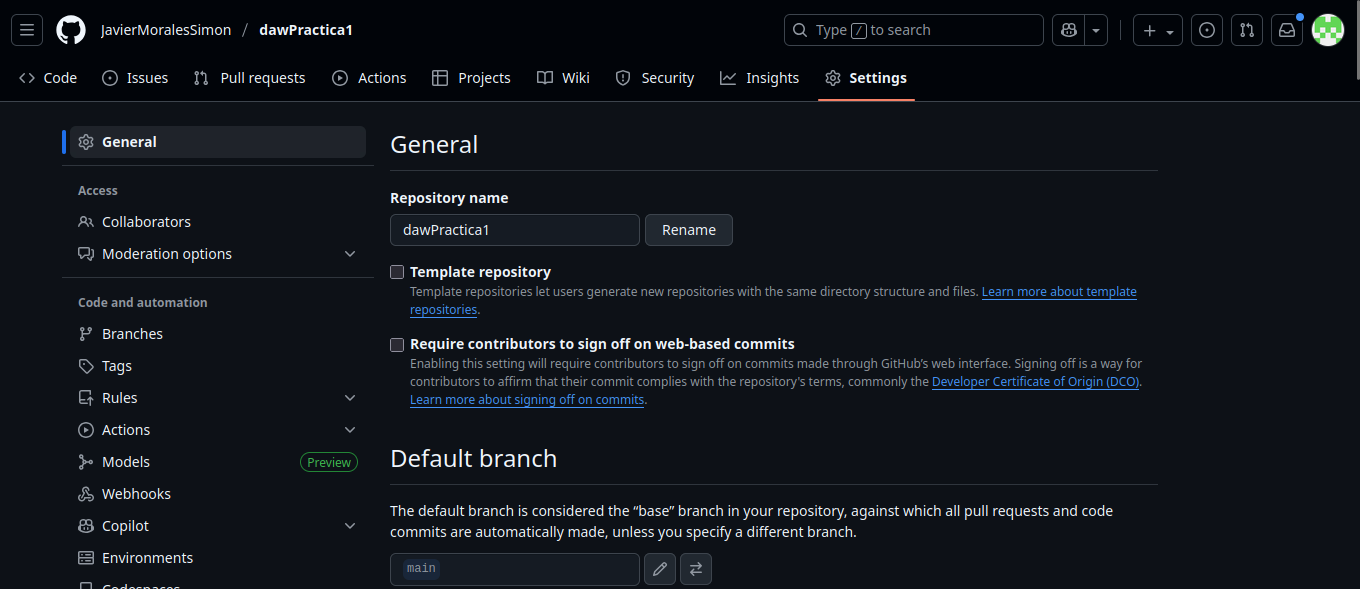 JavierMoralesSimon / dawPractica1
Type / to search
Code Issues Pull requests Actions Projects Wiki Security Insights Settings
General
Access
Collaborators
Moderation options
Code and automation
Branches
Tags
Rules
Actions
Models Preview
Webhooks
Copilot
Environments
Codespaces
General
Repository name
dawPractica1 Rename
Template repository
Template repositories let users generate new repositories with the same directory structure and files. Learn more about template
repositories.
Require contributors to sign off on web-based commits
Enabling this setting will require contributors to sign off on commits made through GitHub’s web interface. Signing off is a way for
contributors to affirm that their commit complies with the repository's terms, commonly the Developer Certificate of Origin (DCO).
Learn more about signing off on commits.
Default branch
The default branch is considered the “base” branch in your repository, against which all pull requests and code
commits are automatically made, unless you specify a different branch.
main